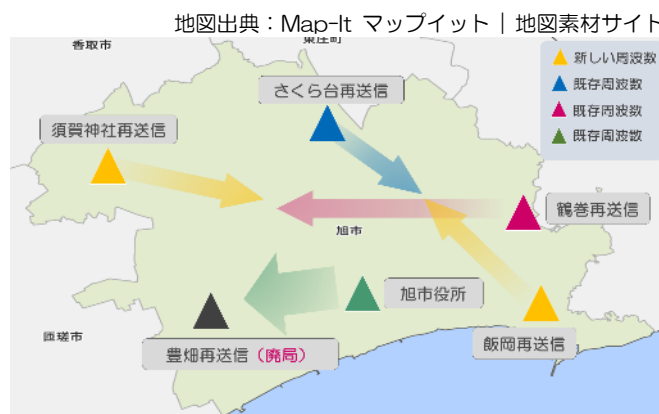 地図出典：Map-It マップイット｜地図素材サイト
香取市
東庄町
新しい周波数
既存周波数
既存周波数
既存周波数
さくら台再送信
須賀神社再送信
鶴巻再送信
旭市
旭市役所
匝瑳市
豊畑再送信（廃局）
飯岡再送信